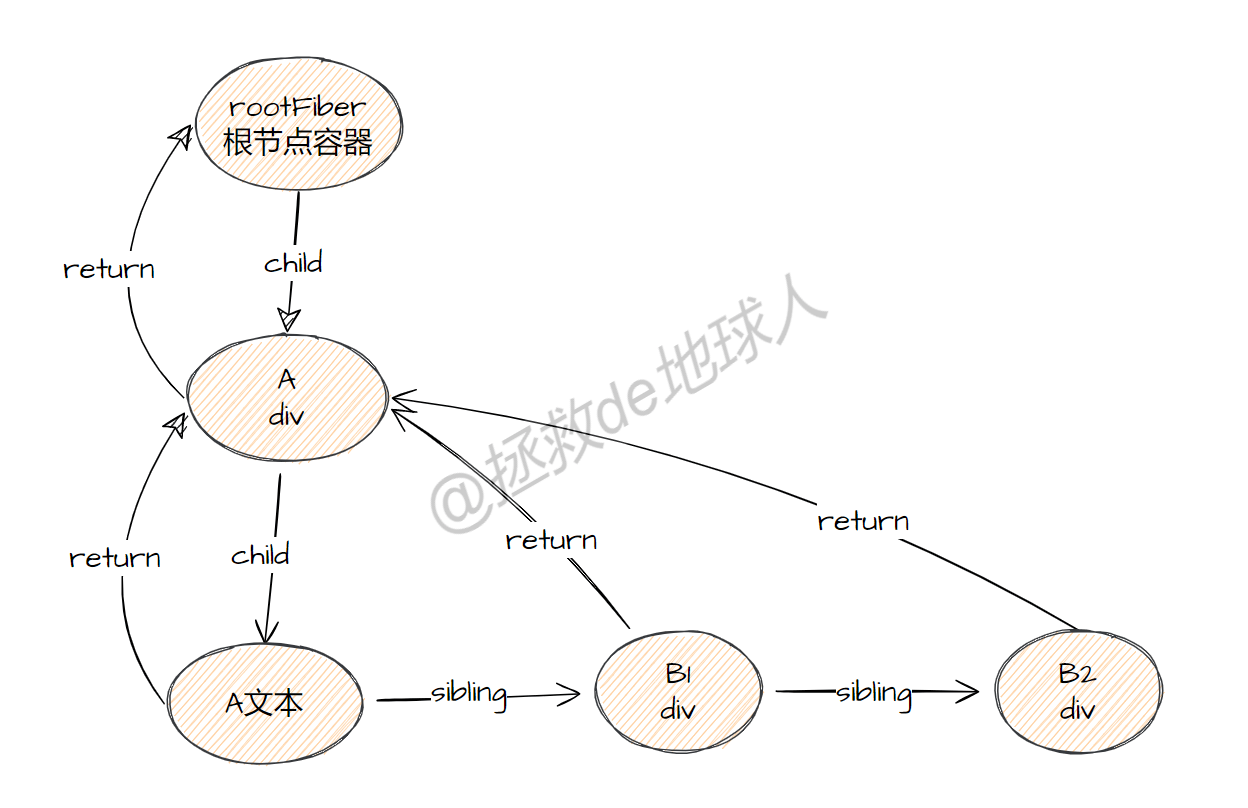 rootFiber
根节点容器
return
child
A
div
@拯救de地球人
return
child
return
return
A文本
sibling
B1
div
sibling
B2
div